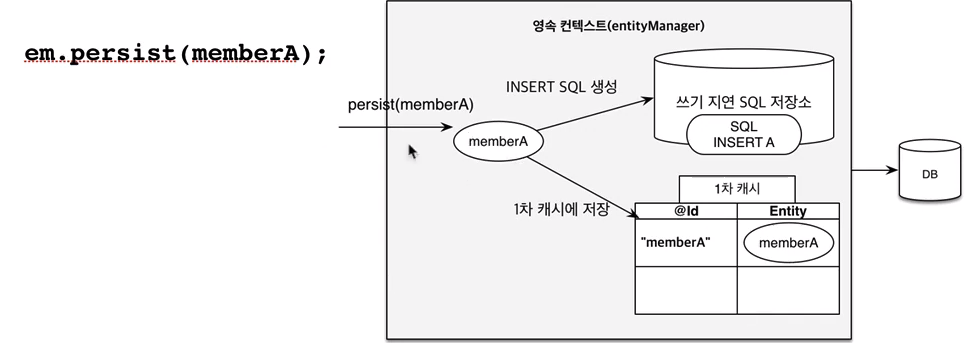 영속 컨텍스트(entityManager)
em.persist(memberA);
INSERT SQL 생성
쓰기 지연 SQL 저장소
persist(memberA)
SQL
INSERT A
memberA
DB
1차 캐시
1차 캐시에 저장
@Id Entity
"memberA" memberA